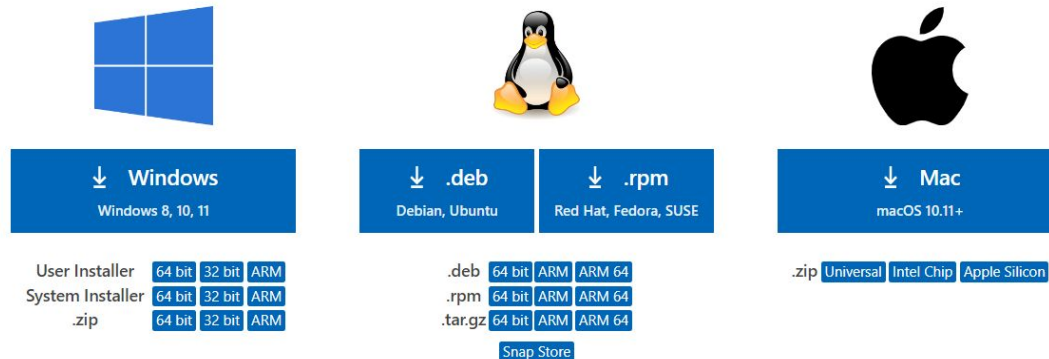 Windows
Windows 8, 10, 11
User Installer 64 bit 32 bit ARM
System Installer 64 bit 32 bit ARM
.zip 64 bit 32 bit ARM
.deb
Debian, Ubuntu
.rpm
Red Hat, Fedora, SUSE
.deb 64 bit ARM ARM 64
.rpm 64 bit ARM ARM 64
.tar.gz 64 bit ARM ARM 64
Snap Store
Mac
macOS 10.11+
.zip Universal Intel Chip Apple Silicon